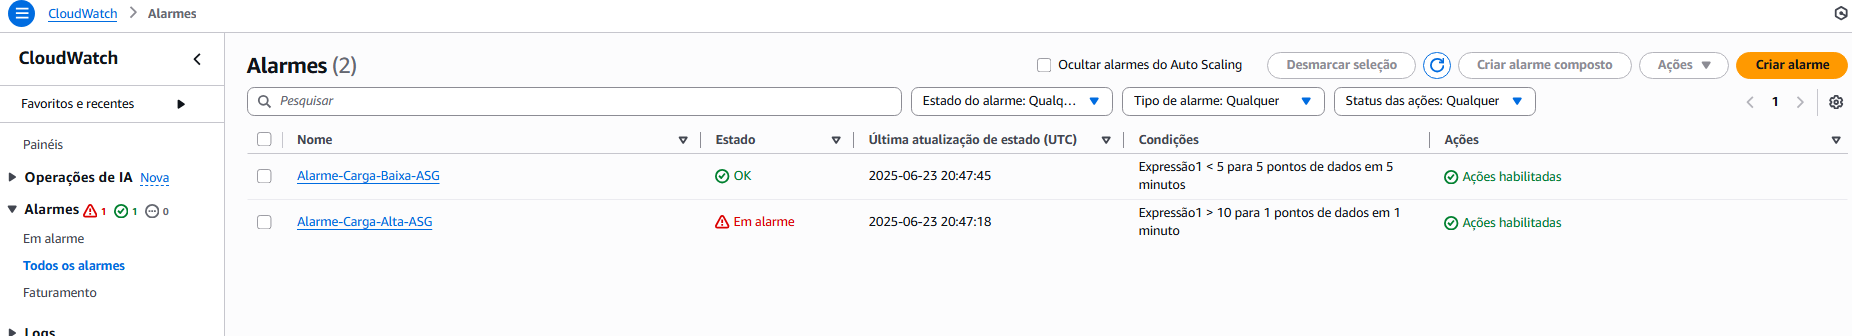 CloudWatch > Alarmes
CloudWatch
Favoritos e recentes
Painéis
Operações de IA Nova
Alarmes 1 1 0
Em alarme
Todos os alarmes
Faturamento
Logs
Alarmes (2)
Ocultar alarmes do Auto Scaling
Desmarcar seleção
Criar alarme composto
Ações
Criar alarme
Pesquisar
Estado do alarme: Qualq...
Tipo de alarme: Qualquer
Status das ações: Qualquer
1
Nome Estado Última atualização de estado (UTC) Condições Ações
Alarme-Carga-Baixa-ASG OK 2025-06-23 20:47:45 Expressão1 < 5 para 5 pontos de dados em 5
minutos
Ações habilitadas
Alarme-Carga-Alta-ASG Em alarme 2025-06-23 20:47:18 Expressão1 > 10 para 1 pontos de dados em 1
minuto
Ações habilitadas